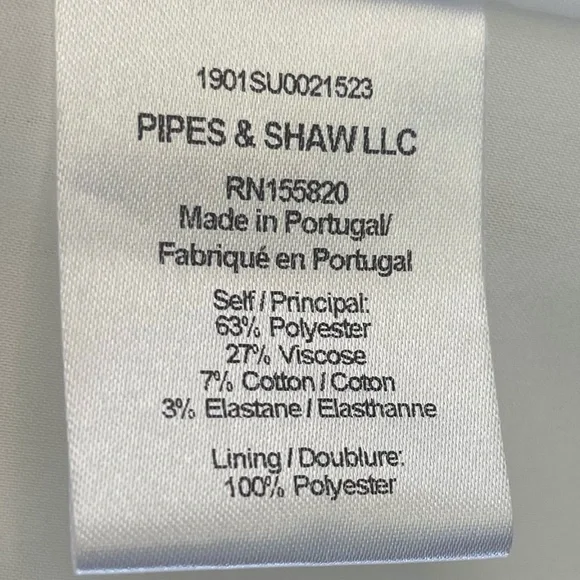 1901SU0021523
PIPES & SHAW LLC
RN155820
Made in Portugal/
Fabriqué en Portugal
Self / Principal:
63% Polyester
27% Viscose
7% Cotton / Coton
3% Elastane / Elasthanne
Lining / Doublure:
100% Polyester